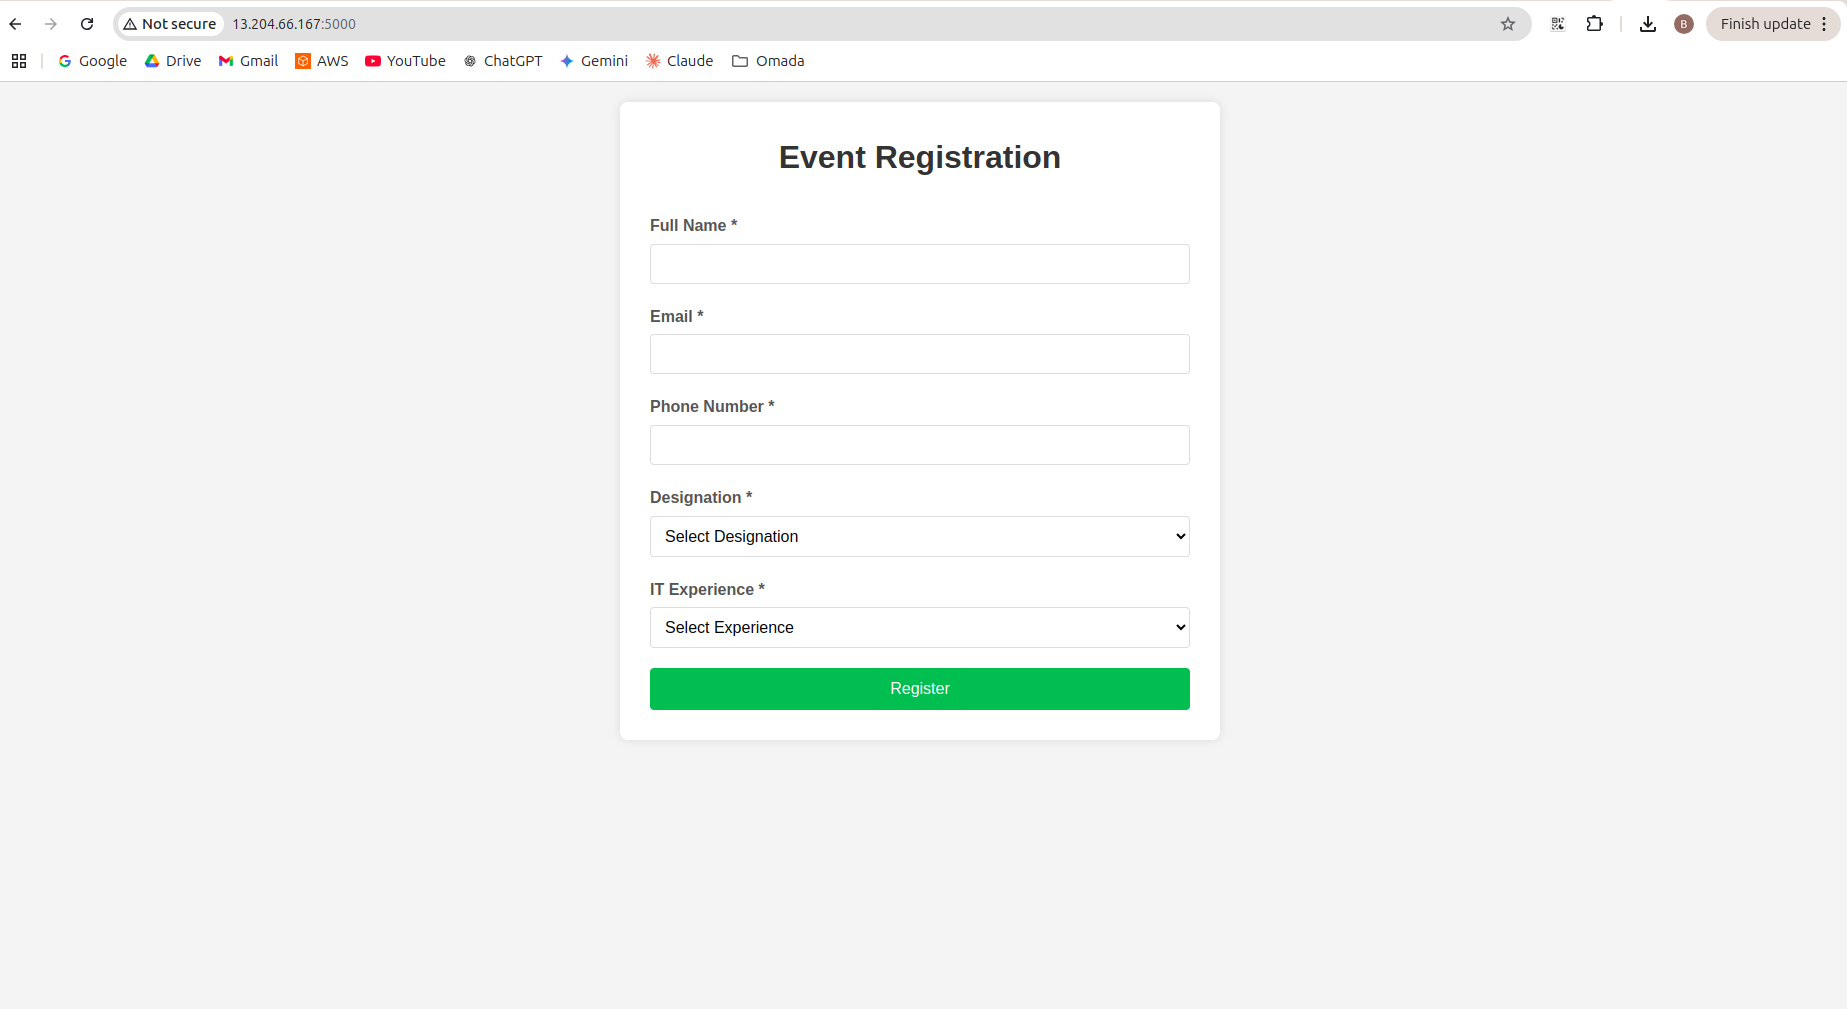 Not secure 13.204.66.167:5000 B Finish update
Google Drive Gmail AWS YouTube ChatGPT Gemini Claude Omada
Event Registration
Full Name *
Email *
Phone Number *
Designation *
Select Designation
IT Experience *
Select Experience
Register